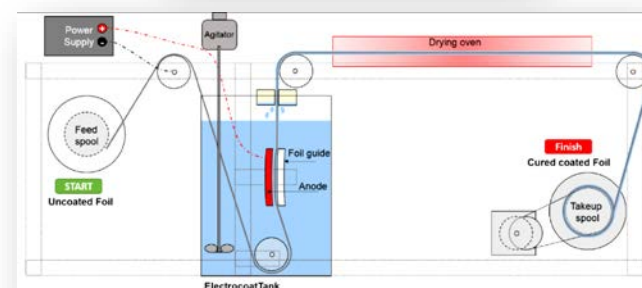 Power
Supply
+
-
Agitator
Drying oven
Feed
spool
START
Uncoated Foil
Foil guide
Anode
Finish
Cured coated Foil
Takeup
spool
ElectrocoatTank